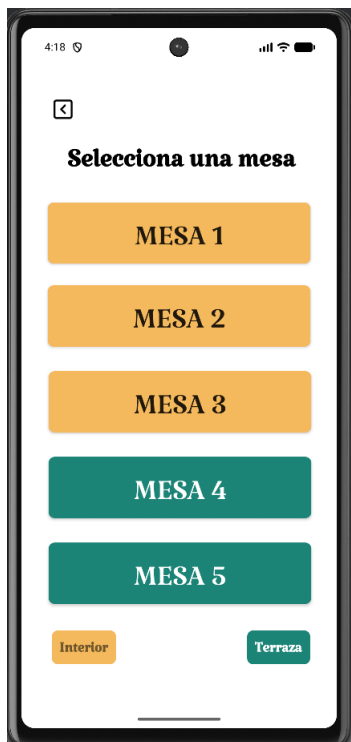 4:18
Selecciona una mesa
MESA 1
MESA 2
MESA 3
MESA 4
MESA 5
Interior
Terraza